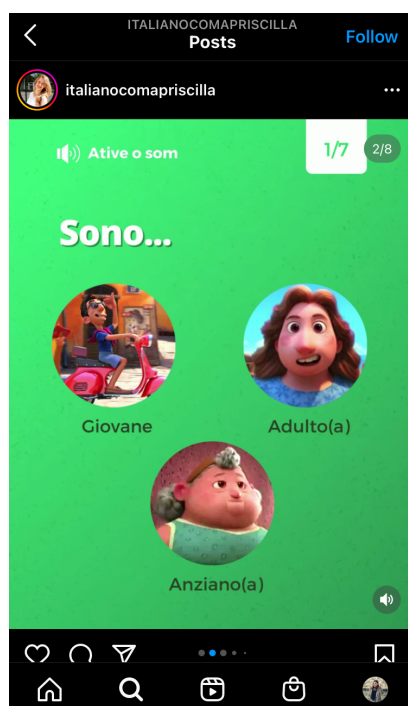 ITALIANOCOMAPRISCILLA
Posts
Follow
italianocomapriscilla
Ative o som
1/7
2/8
Sono...
Giovane
Adulto(a)
Anziano(a)